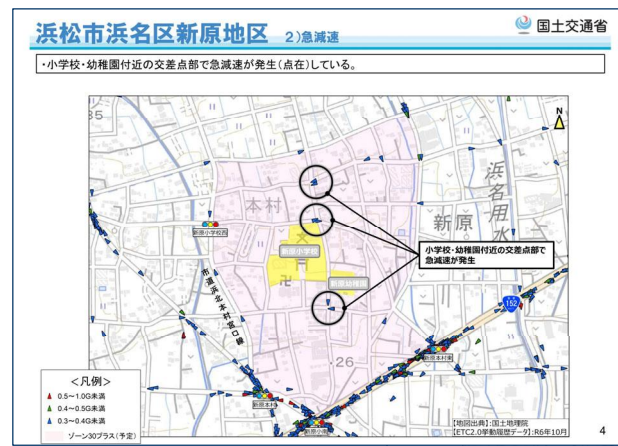 浜松市浜名区新原地区 2)急減速
国土交通省
・小学校・幼稚園付近の交差点部で急減速が発生(点在)している。
35
N
本村
浜名用水
新原
新原小学校西
文
新原小学校
小学校・幼稚園付近の交差点部で
急減速が発生
新原幼稚園
市道浜北本村宮口線
152
26
新原本村東
新原本村
新原小南
<凡例>
0.5~1.0G未満
0.4~0.5G未満
0.3~0.4G未満
ゾーン30プラス(予定)
【地図出典】:国土地理院
【ETC2.0挙動履歴データ】:R6年10月
4